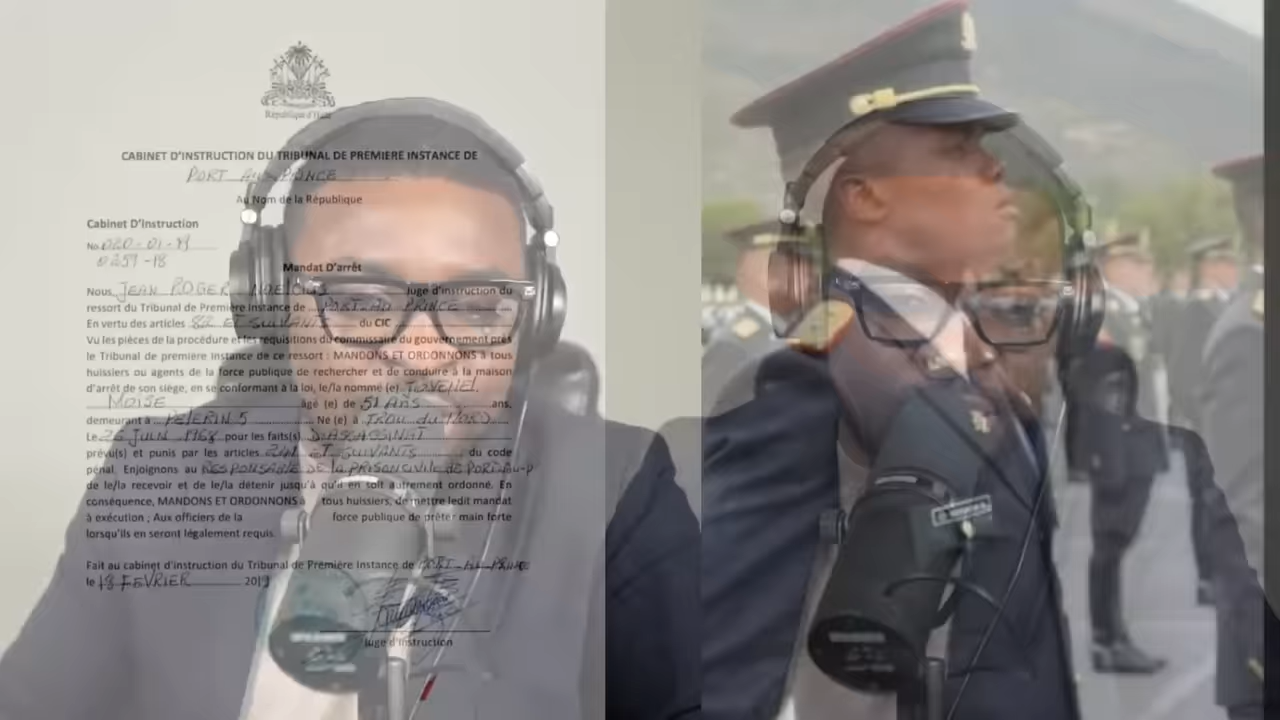 République d'Haïti
CABINET D'INSTRUCTION DU TRIBUNAL DE PREMIERE INSTANCE DE
PORT AU PRINCE
Au Nom de la République
Cabinet D'Instruction
No
0259-18
Mandat D'arrêt
Nous, JEAN ROGER Juge d'instruction du
ressort du Tribunal de Première instance de PORT-AU PRINCE
En vertu des articles 82 ET SUIVANTS du CIC
Vu les pièces de la procédure et les requisitions du commissaire du gouvernement près
le Tribunal de première instance de ce ressort : MANDONS ET ORDONNONS à tous
huissiers ou agents de la force publique de rechercher et de conduire à la maison
d'arrêt de son siège, en se conformant à la loi, le/la nommé (e) JOVENEL
MOISE âgé (e) de 51 ANS ans,
demeurant à PELERIN 5 Ne (e) à TROU du NORD
Le 26 JUIN 1968 pour les faits(s) D'ASSASSINAT
prévu(s) et punis par les articles ET SUIVANTS du code
pénal. Enjoignons au RESPONSABLE DE LA PRISON CIVILE DE PORT-AU-P
de le/la recevoir et de le/la détenir jusqu'à qu'il en soit autrement ordonné. En
conséquence, MANDONS ET ORDONNONS à tous huissiers, de mettre ledit mandat
à exécution ; Aux officiers de la force publique de prêter main forte
lorsqu'ils en seront légalement requis.
Fait au cabinet d'instruction du Tribunal de Première Instance de PORT-AU-PRINCE
le 18 FEVRIER 2019
Juge d'Instruction